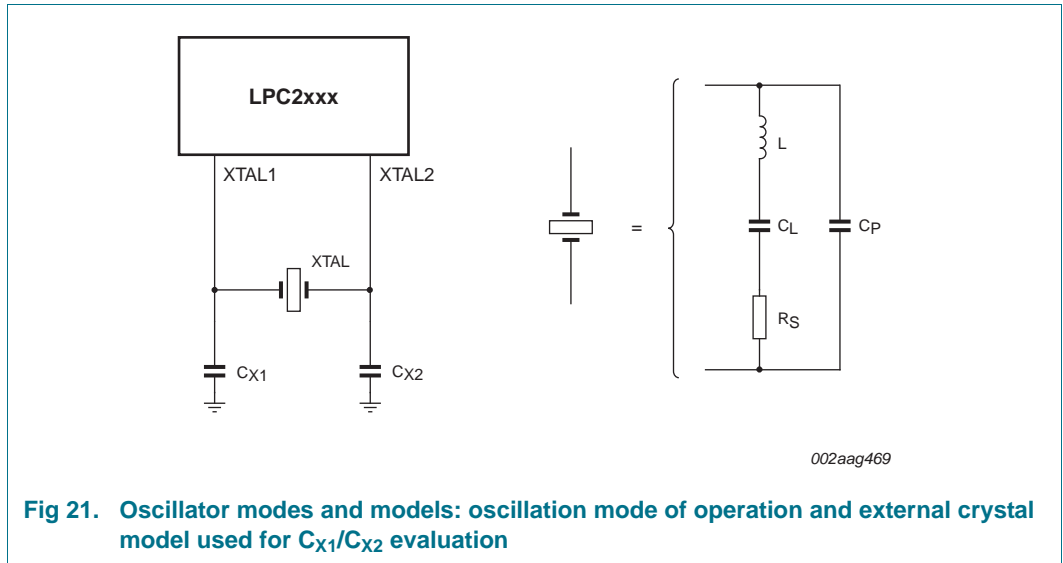 LPC2xxx
XTAL1
XTAL2
XTAL
CX1
CX2
=
L
CL
CP
RS
002aag469
Fig 21. Oscillator modes and models: oscillation mode of operation and external crystal
model used for CX1/CX2 evaluation